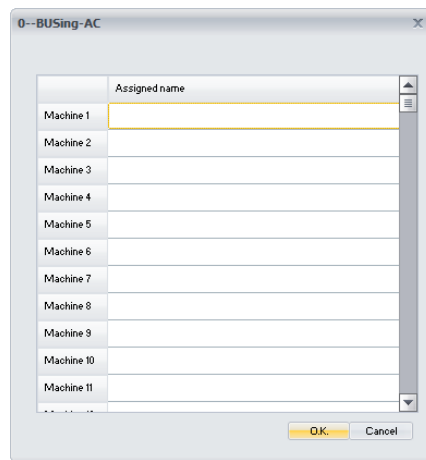 0--BUSing-AC
Assigned name
Machine 1
Machine 2
Machine 3
Machine 4
Machine 5
Machine 6
Machine 7
Machine 8
Machine 9
Machine 10
Machine 11
O.K. Cancel